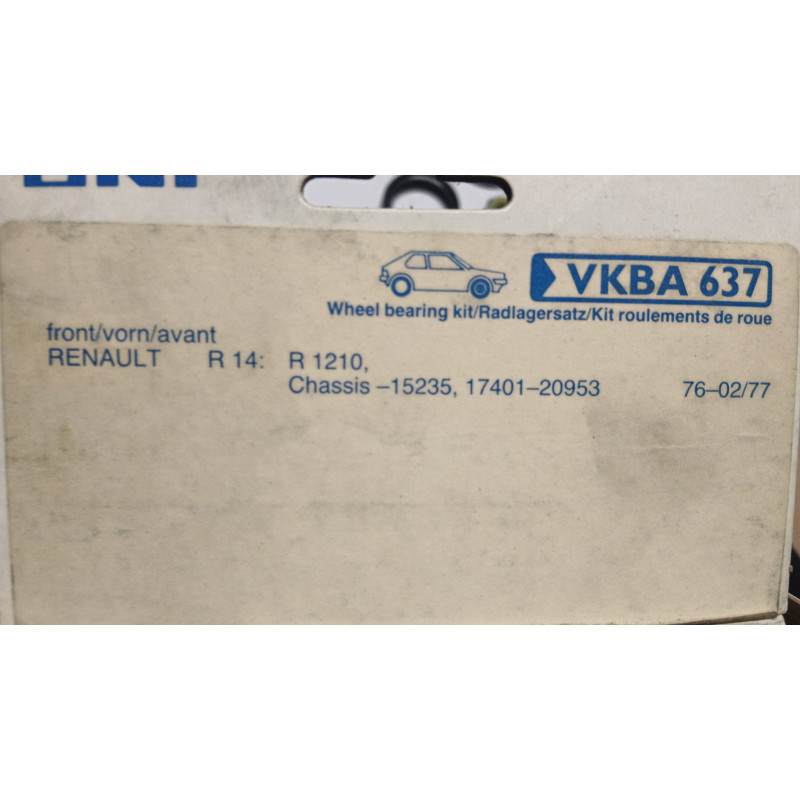 VKBA 637
Wheel bearing kit/Radlagersatz/Kit roulements de roue
front/vorn/avant
RENAULT R 14: R 1210,
Chassis –15235, 17401–20953 76–02/77